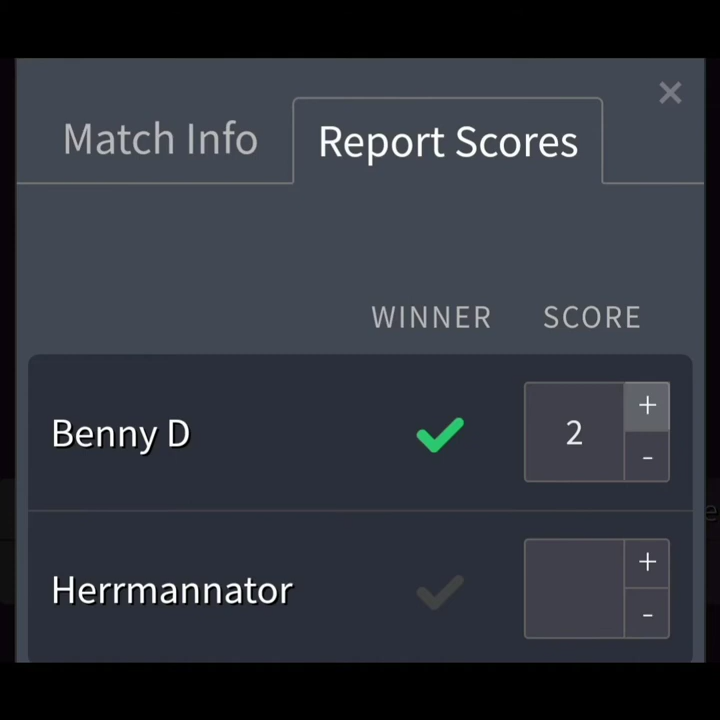 Match Info Report Scores ×
WINNER SCORE
Benny D 2 + -
Herrmannator + -